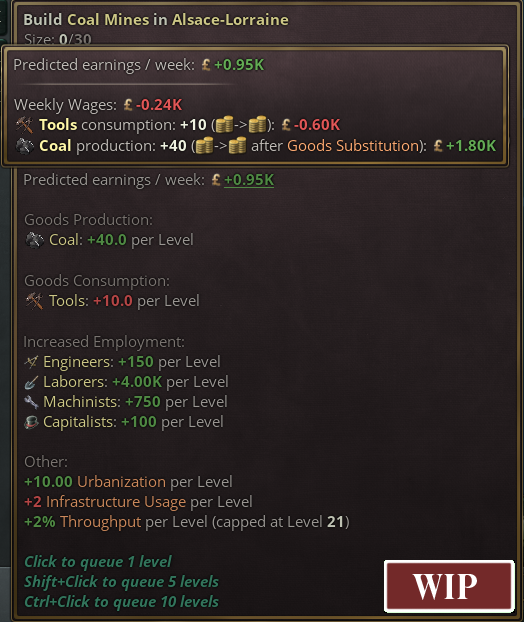 Build Coal Mines in Alsace-Lorraine
Size: 0/30
Predicted earnings / week: £ +0.95K
Weekly Wages: £ -0.24K
Tools consumption: +10 (->): £ -0.60K
Coal production: +40 (-> after Goods Substitution): £ +1.80K
Predicted earnings / week: £ +0.95K
Goods Production:
Coal: +40.0 per Level
Goods Consumption:
Tools: +10.0 per Level
Increased Employment:
Engineers: +150 per Level
Laborers: +4.00K per Level
Machinists: +750 per Level
Capitalists: +100 per Level
Other:
+10.00 Urbanization per Level
+2 Infrastructure Usage per Level
+2% Throughput per Level (capped at Level 21)
Click to queue 1 level
Shift+Click to queue 5 levels
Ctrl+Click to queue 10 levels
WIP